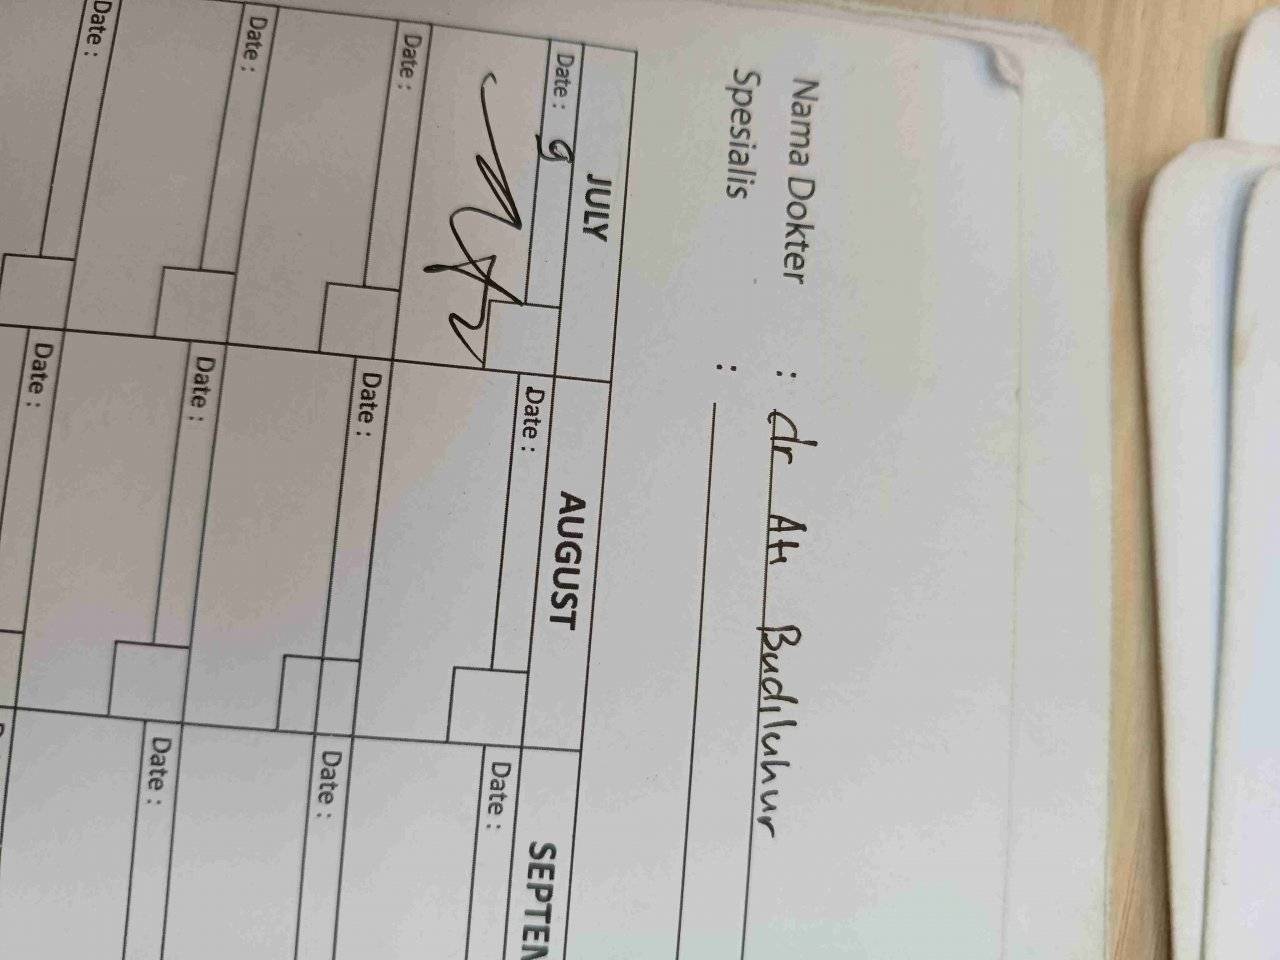 Nama Dokter : dr Ati Budiluhur
Spesialis :
JULY AUGUST
Date: 9 Date: Date:
Date: Date: Date:
Date: Date: Date:
Date: Date: